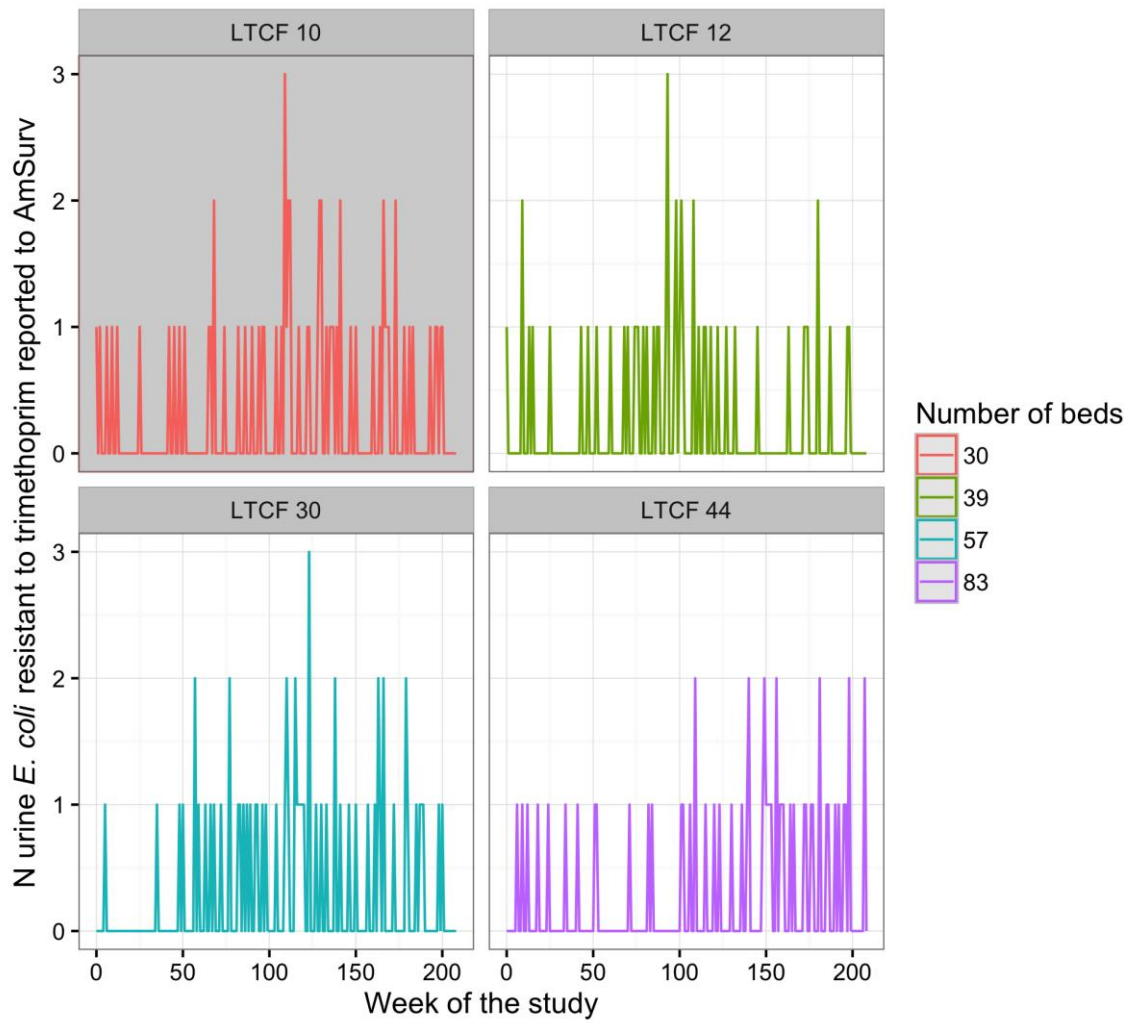 LTCF 10
LTCF 12
3
2
1
0
LTCF 30
LTCF 44
3
2
1
0
0 50 100 150 200
0 50 100 150 200
Week of the study
N urine E. coli resistant to trimethoprim reported to AmSurv
Number of beds
30
39
57
83